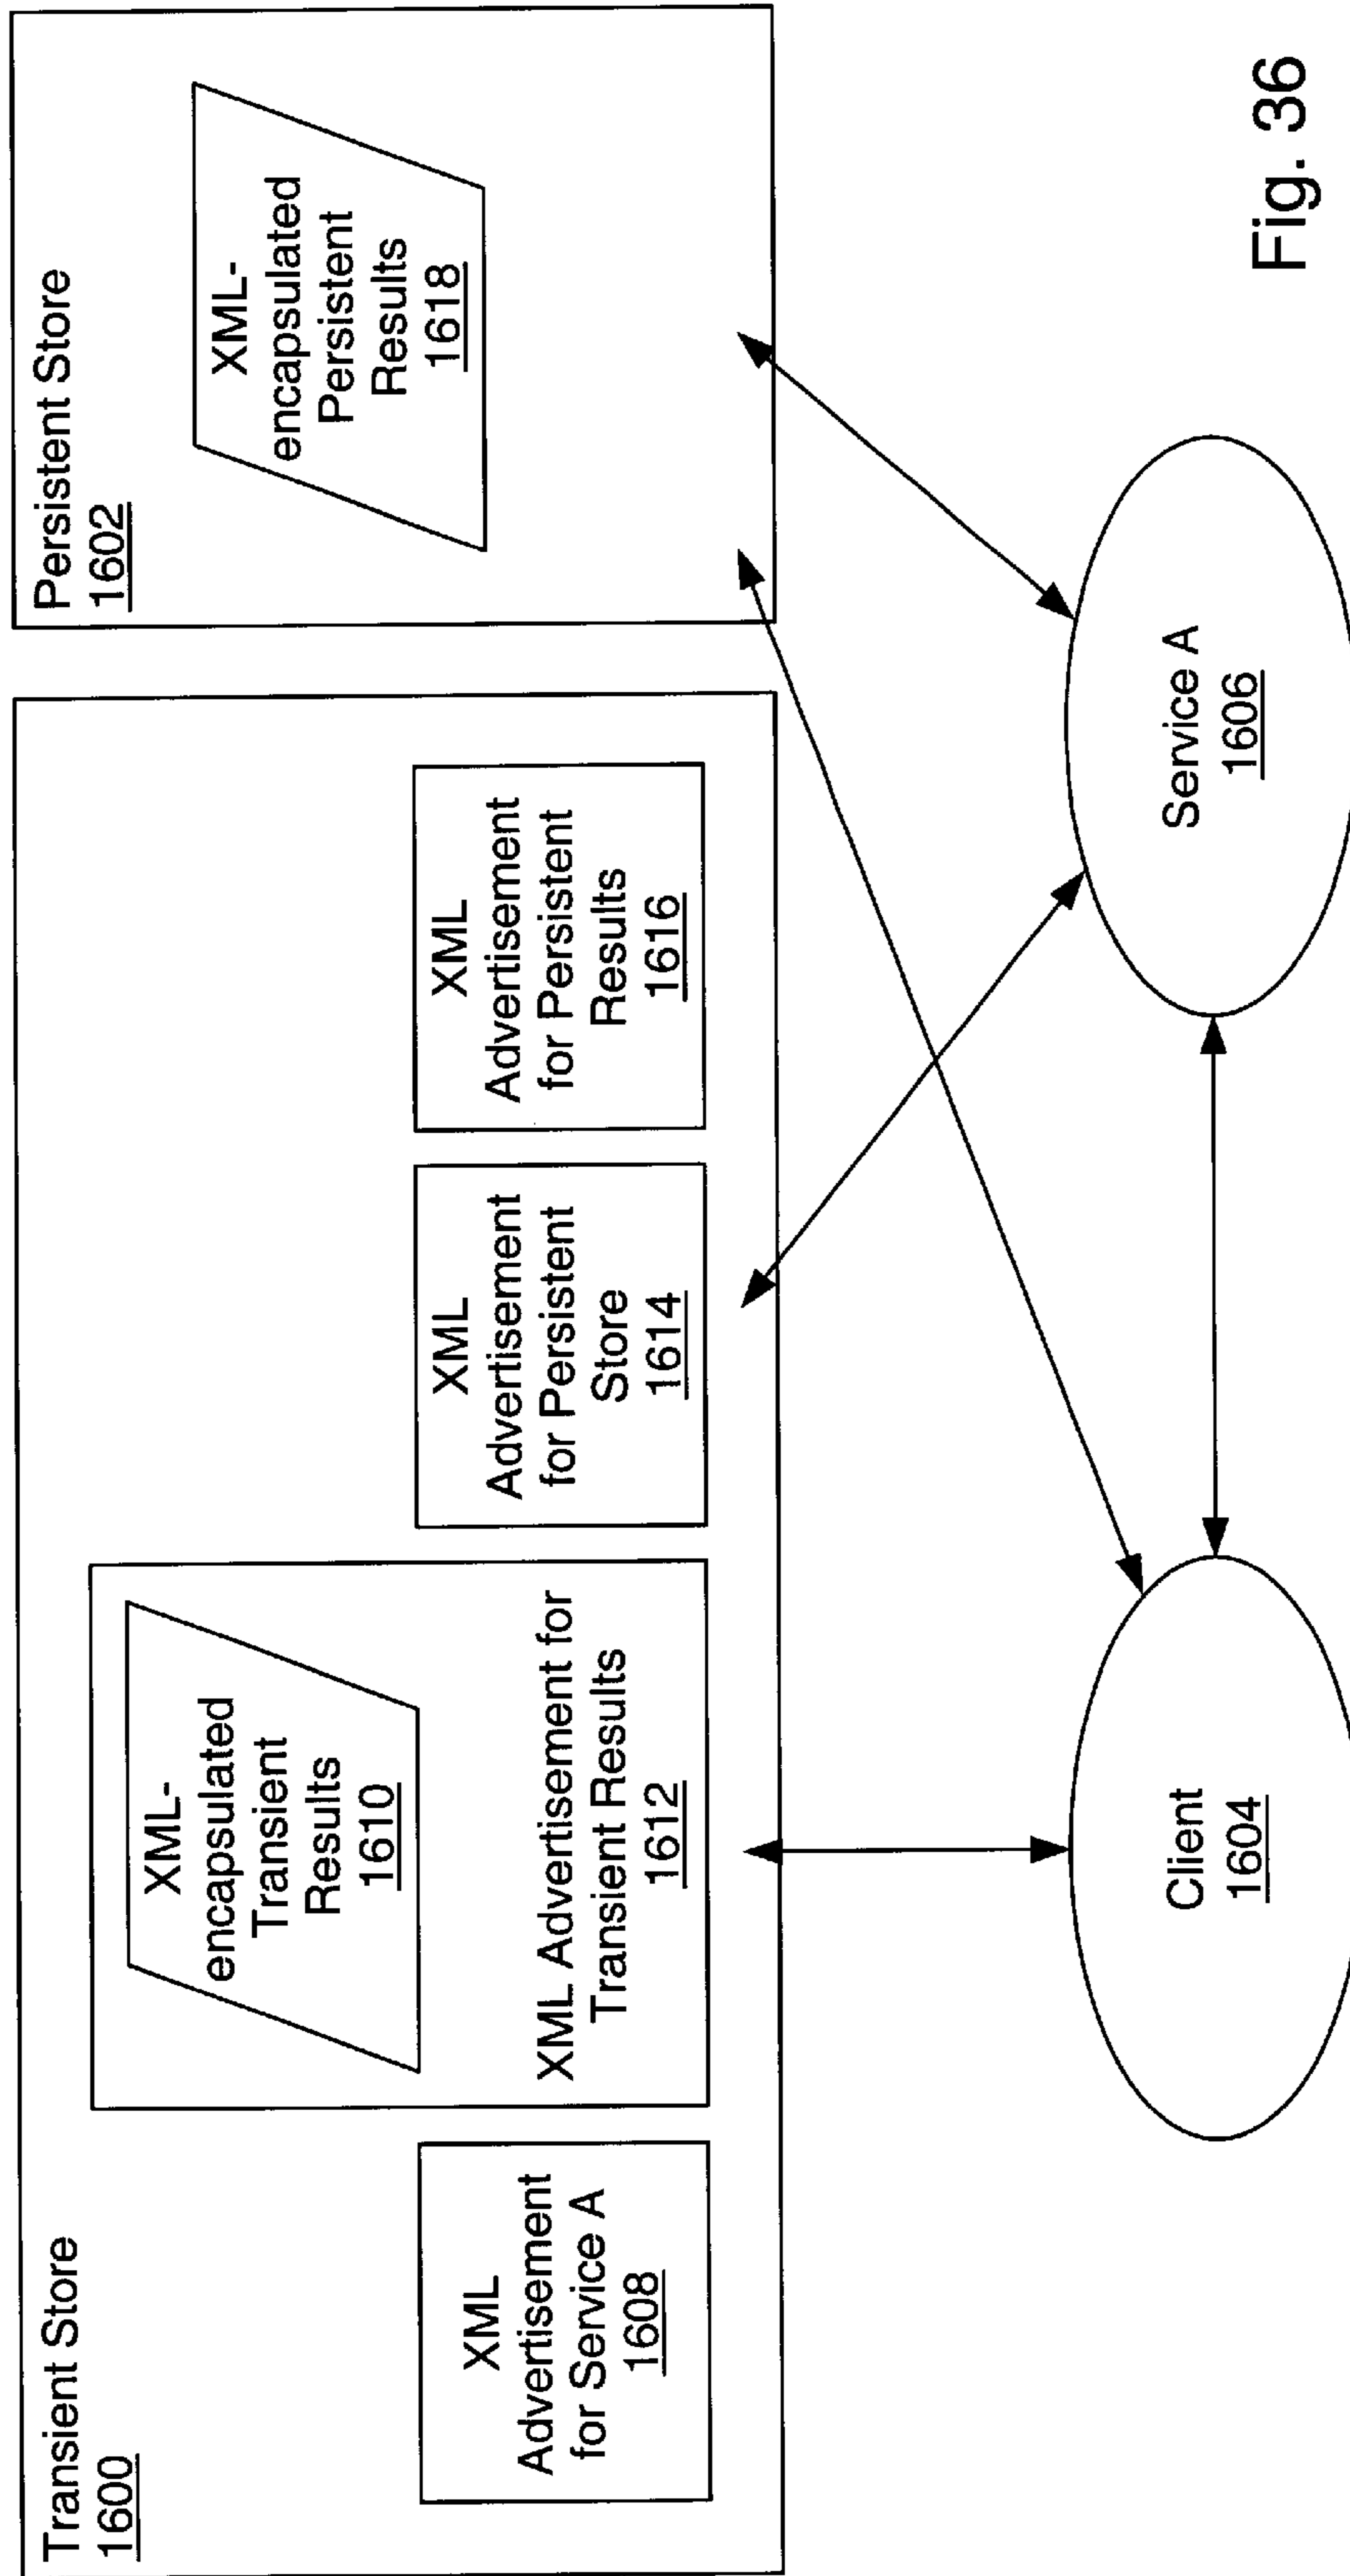 Transient Store
1600
XML
Advertisement
for Service A
1608
XML-
encapsulated
Transient
Results
1610
XML Advertisement for
Transient Results
1612
XML
Advertisement
for Persistent
Store
1614
XML
Advertisement
for Persistent
Results
1616
Persistent Store
1602
XML-
encapsulated
Persistent
Results
1618
Client
1604
Service A
1606
Fig. 36